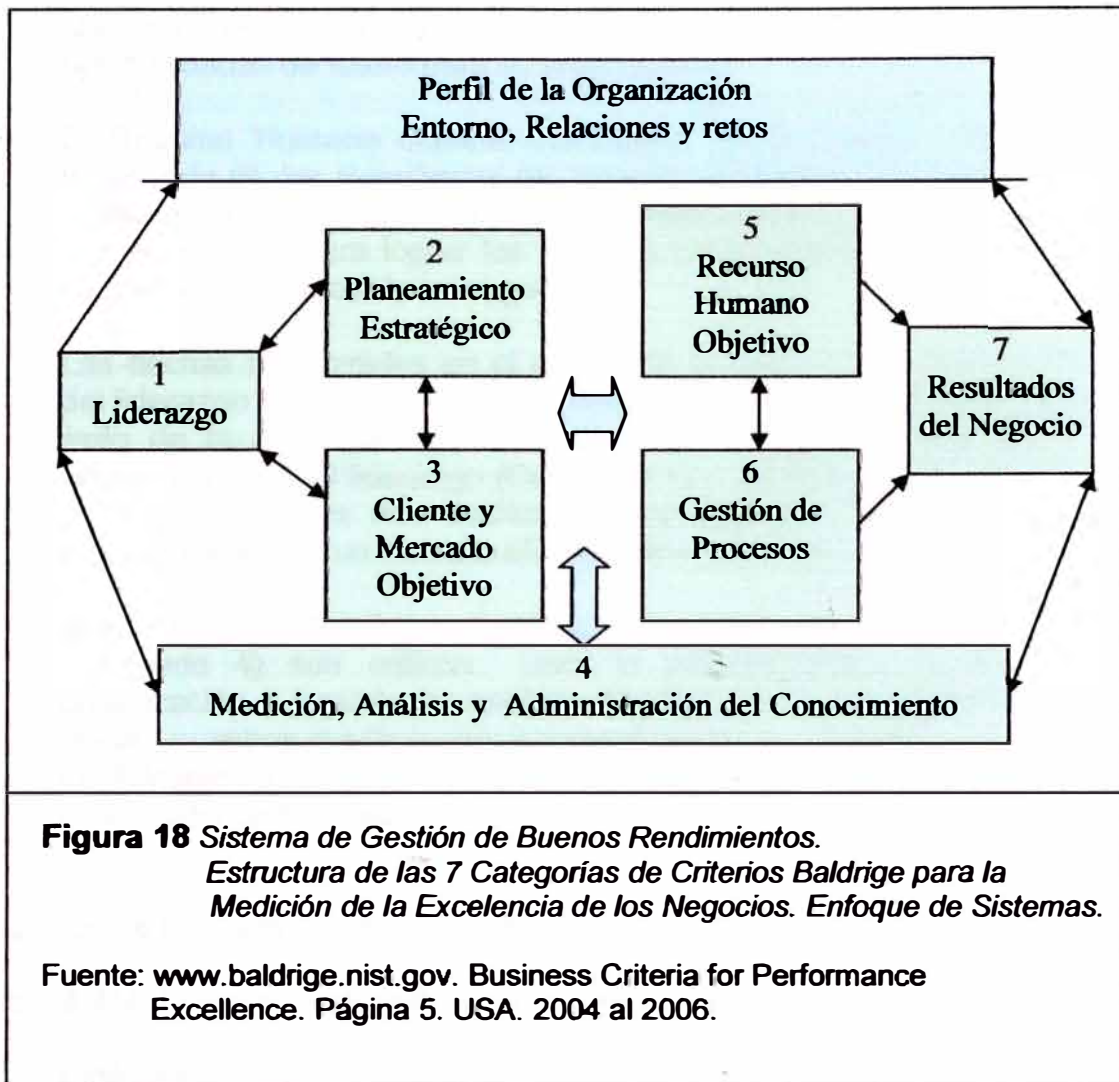 Perfil de la Organización
Entorno, Relaciones y retos
1
Liderazgo
2
Planeamiento
Estratégico
3
Cliente y
Mercado
Objetivo
5
Recurso
Humano
Objetivo
6
Gestión de
Procesos
7
Resultados
del Negocio
4
Medición, Análisis y Administración del Conocimiento
Figura 18 Sistema de Gestión de Buenos Rendimientos.
Estructura de las 7 Categorías de Criterios Baldrige para la
Medición de la Excelencia de los Negocios. Enfoque de Sistemas.
Fuente: www.baldrige.nist.gov. Business Criteria for Performance
Excellence. Página 5. USA. 2004 al 2006.